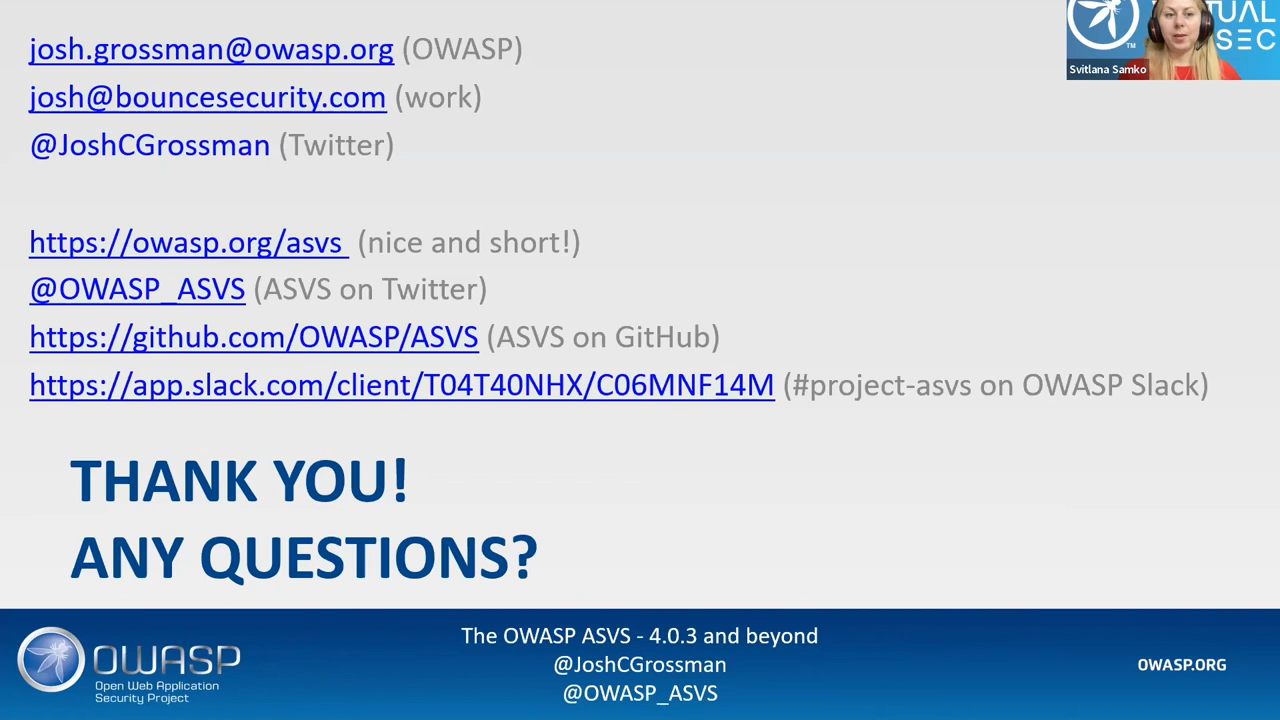 josh.grossman@owasp.org (OWASP)
josh@bouncesecurity.com (work)
@JoshCGrossman (Twitter)
https://owasp.org/asvs (nice and short!)
@OWASP_ASVS (ASVS on Twitter)
https://github.com/OWASP/ASVS (ASVS on GitHub)
https://app.slack.com/client/T04T40NHX/C06MNF14M (#project-asvs on OWASP Slack)
THANK YOU!
ANY QUESTIONS?
The OWASP ASVS - 4.0.3 and beyond
@JoshCGrossman
@OWASP_ASVS
OWASP
Open Web Application
Security Project
OWASP.ORG
Svitlana Samko
TM